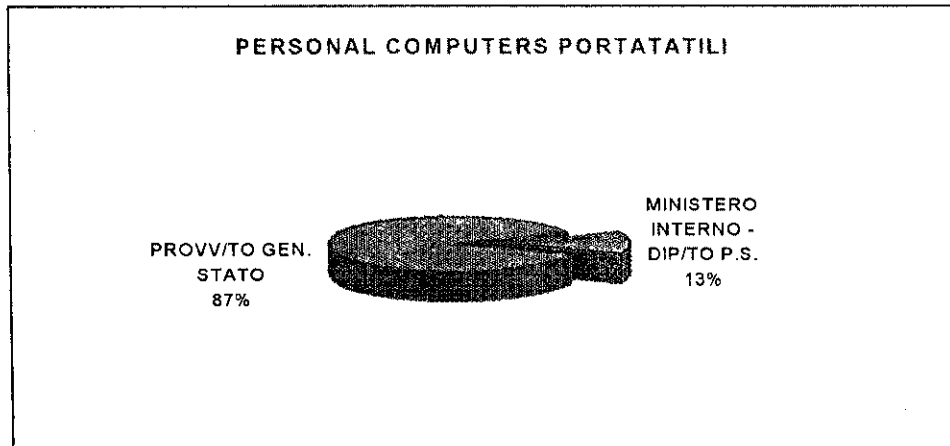 PERSONAL COMPUTERS PORTATATILI
PROVV/TO GEN.
STATO
87%
MINISTERO
INTERNO -
DIP/TO P.S.
13%